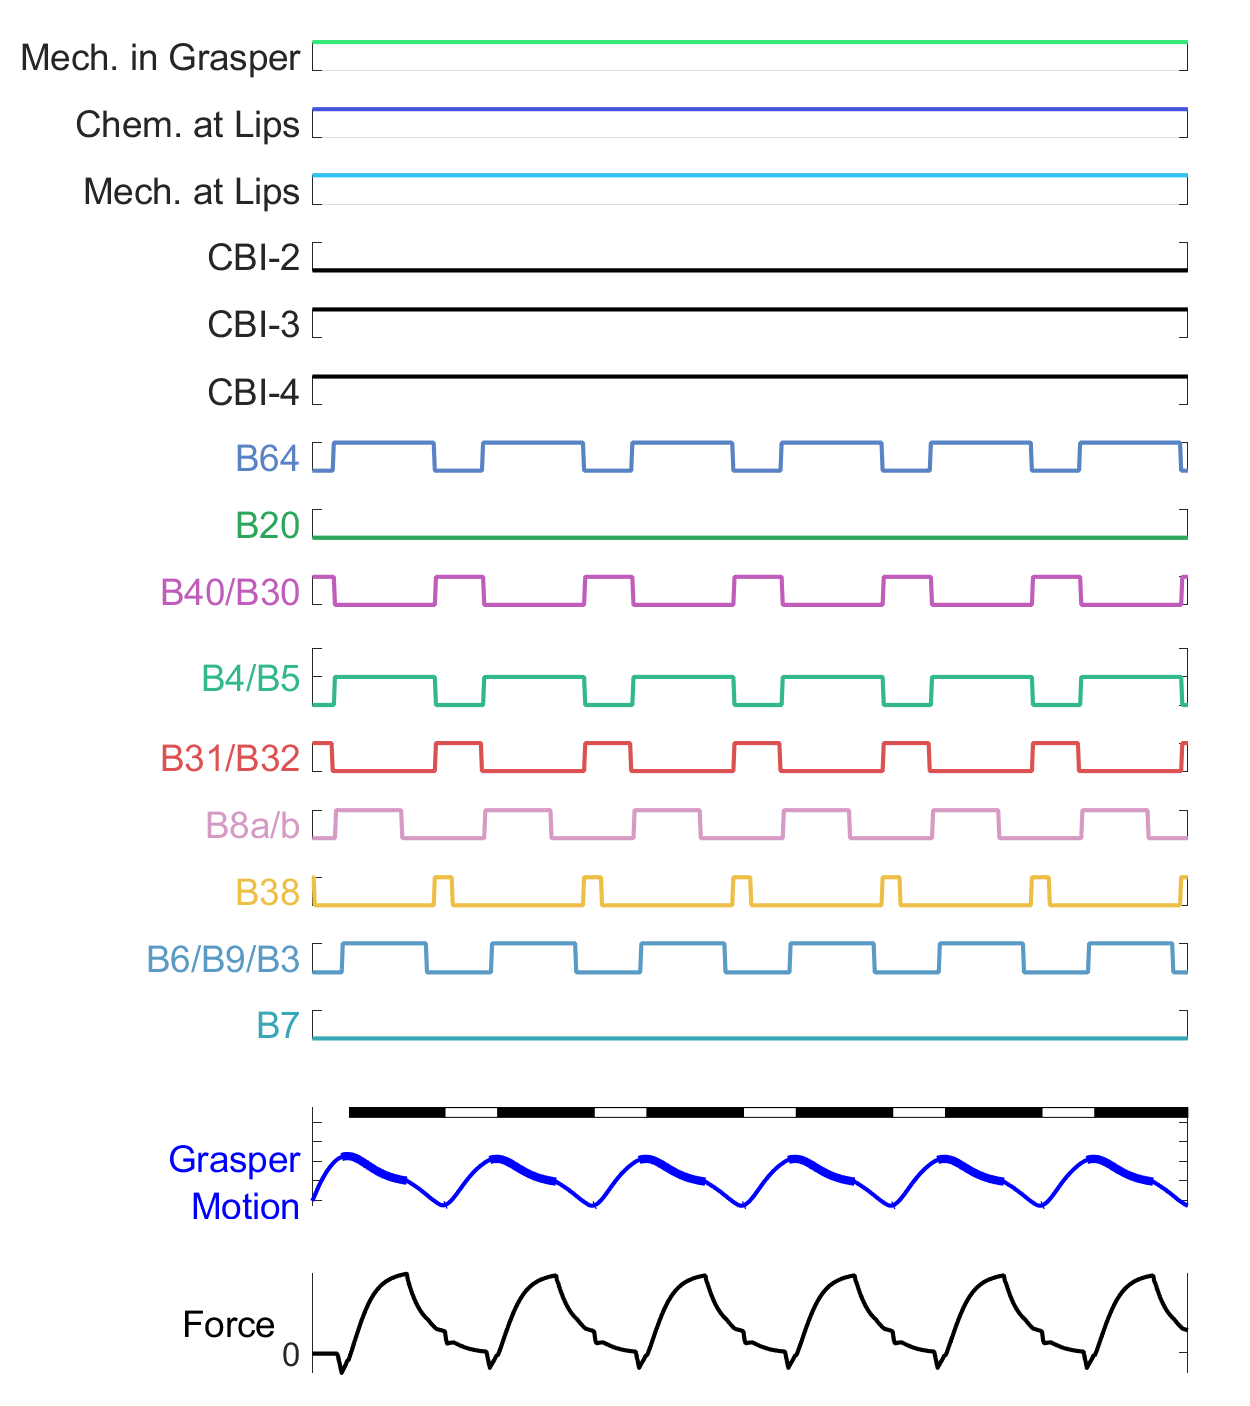 Mech. in Grasper
Chem. at Lips
Mech. at Lips
CBI-2
CBI-3
CBI-4
B64
B20
B40/B30
B4/B5
B31/B32
B8a/b
B38
B6/B9/B3
B7
Grasper
Motion
Force
0